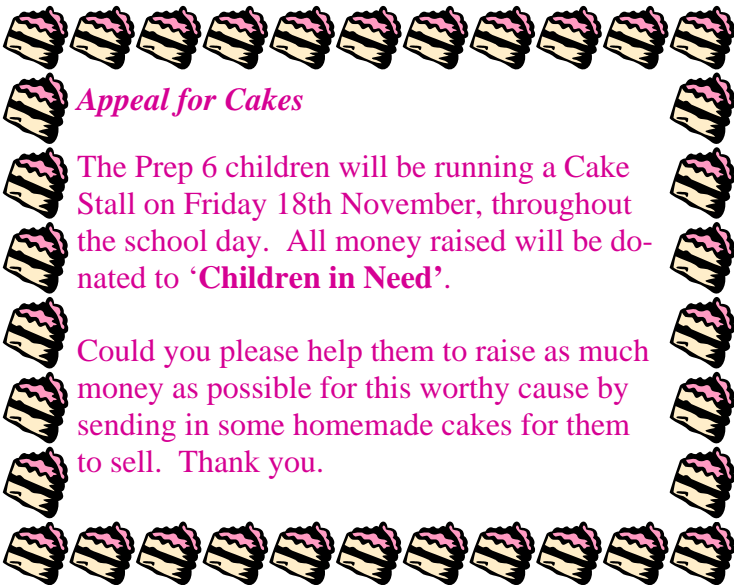 Appeal for Cakes
The Prep 6 children will be running a Cake
Stall on Friday 18th November, throughout
the school day.  All money raised will be do-
nated to ‘Children in Need’.
Could you please help them to raise as much
money as possible for this worthy cause by
sending in some homemade cakes for them
to sell.  Thank you.